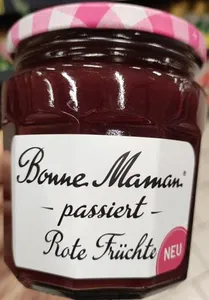 Bonne Maman®
- passiert -
Rote Früchte
NEU